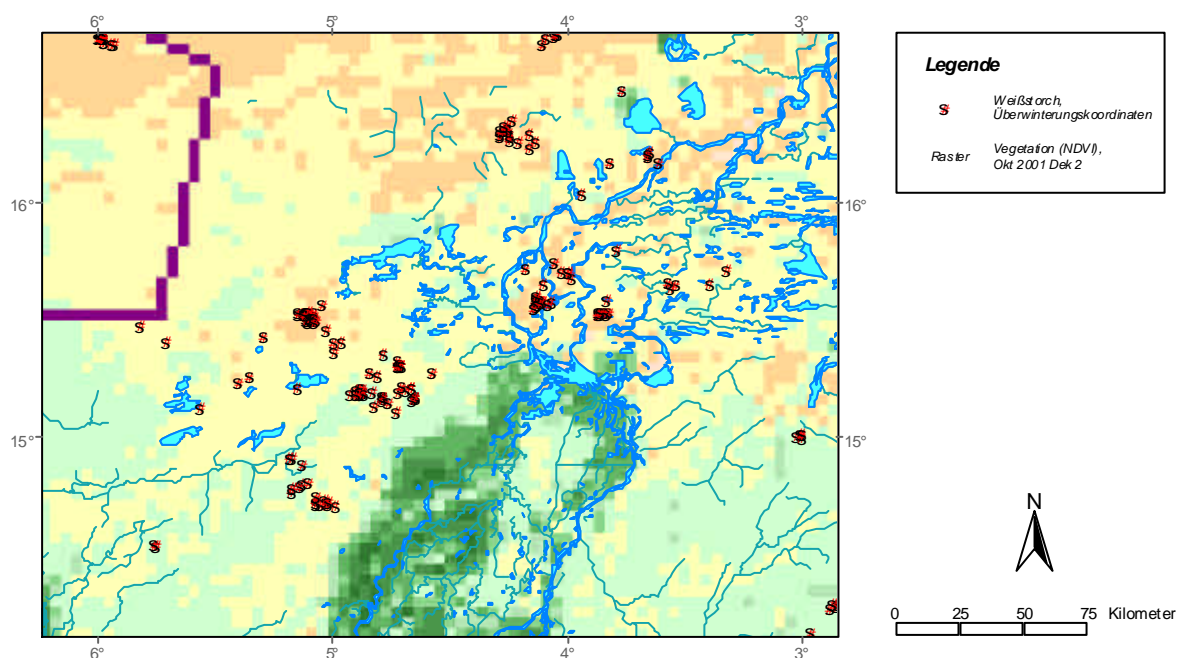 6° 5° 4° 3°
Legende
Weißstorch,
Überwinterungskoordinaten
Raster Vegetation (NDVI),
Okt 2001 Dek 2
16° 16°
15° 15°
N
0 25 50 75 Kilometer
6° 5° 4° 3°